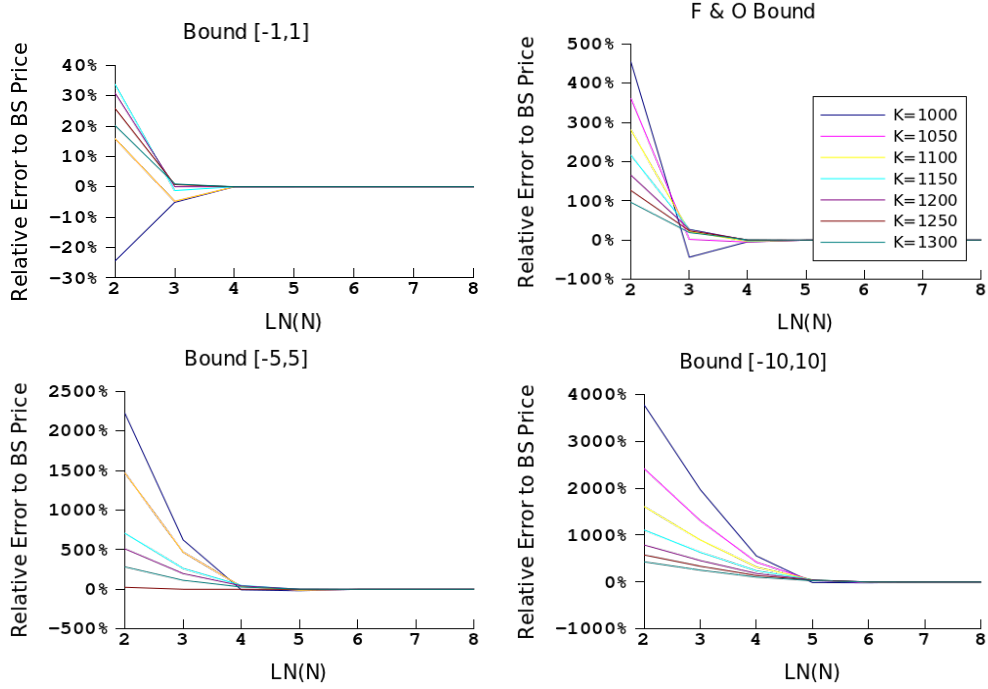 Bound [-1,1]
Relative Error to BS Price
40%
30%
20%
10%
0%
-10%
-20%
-30%
2 3 4 5 6 7 8
LN(N)
F & O Bound
Relative Error to BS Price
500%
400%
300%
200%
100%
0%
-100%
K=1000
K=1050
K=1100
K=1150
K=1200
K=1250
K=1300
2 3 4 5 6 7 8
LN(N)
Bound [-5,5]
Relative Error to BS Price
2500%
2000%
1500%
1000%
500%
0%
-500%
2 3 4 5 6 7 8
LN(N)
Bound [-10,10]
Relative Error to BS Price
4000%
3000%
2000%
1000%
0%
-1000%
2 3 4 5 6 7 8
LN(N)